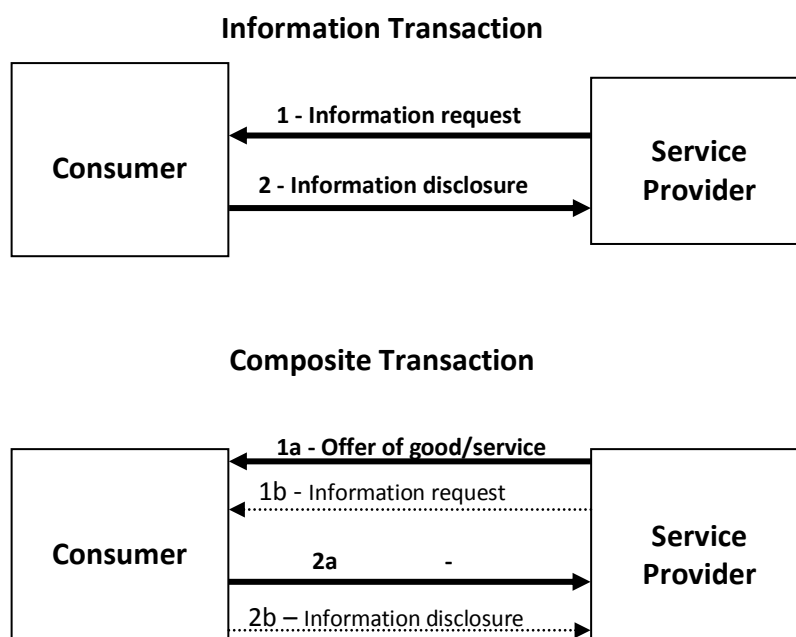 Information Transaction
1 - Information request
Consumer
Service
Provider
2 - Information disclosure
Composite Transaction
1a - Offer of good/service
1b - Information request
Consumer
Service
Provider
2a -
2b – Information disclosure